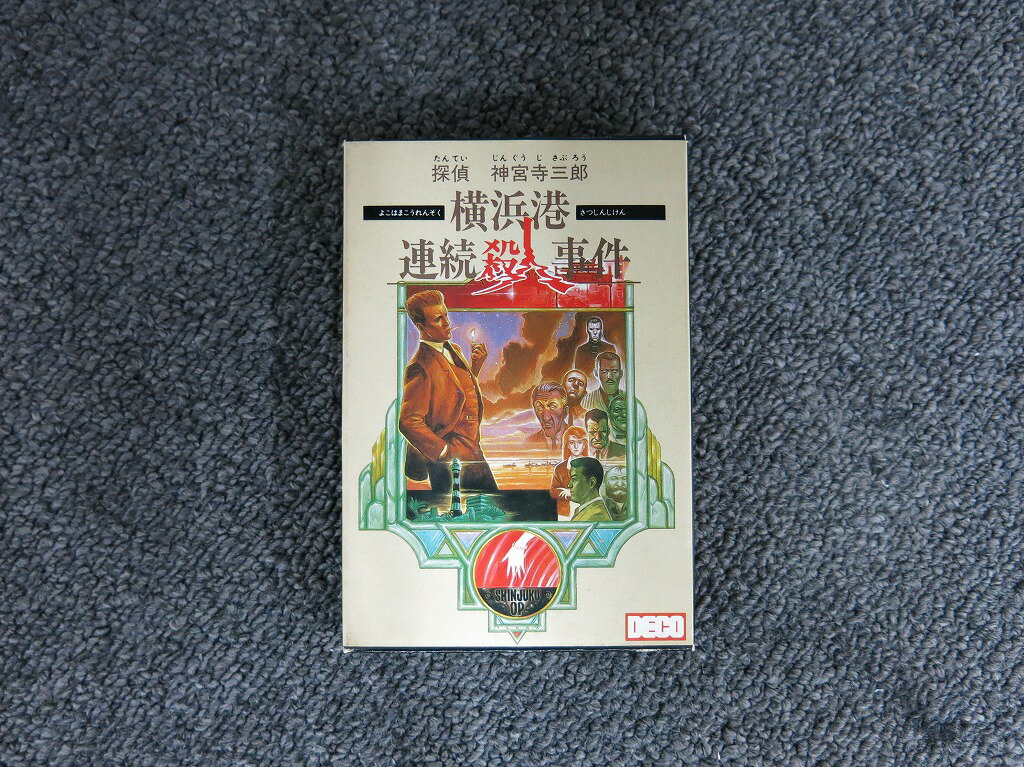 たんてい じんぐう じ さぶ ろう
探偵 神宮寺三郎
よこはまこうれんぞく 横浜港 さつじんじけん
連続殺人事件
SHINJUKU
OP
DECO